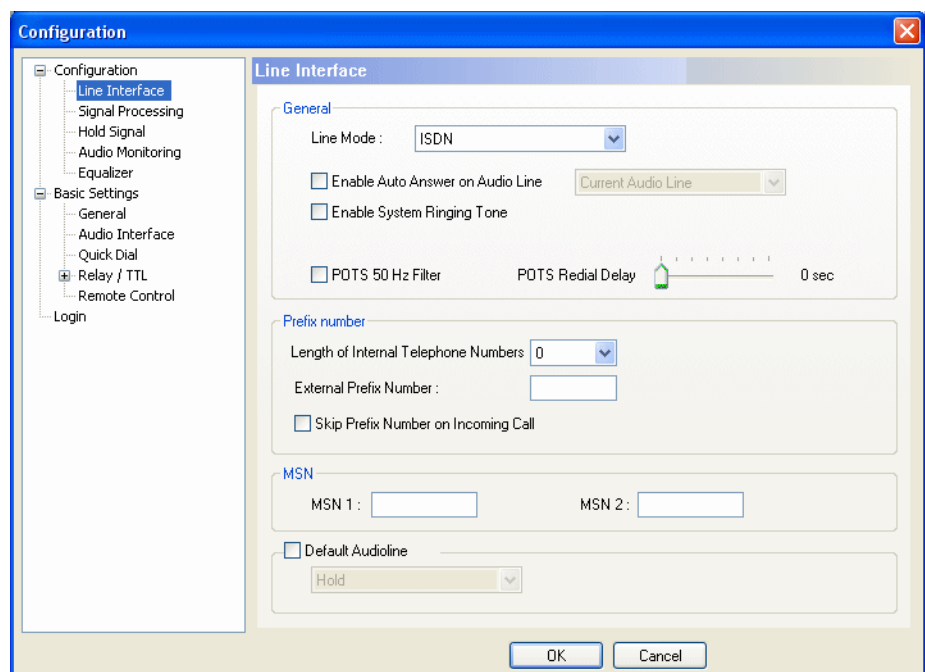 Configuration
Configuration
Line Interface
Signal Processing
Hold Signal
Audio Monitoring
Equalizer
Basic Settings
General
Audio Interface
Quick Dial
Relay / TTL
Remote Control
Login
Line Interface
General
Line Mode : ISDN
Enable Auto Answer on Audio Line Current Audio Line
Enable System Ringing Tone
POTS 50 Hz Filter POTS Redial Delay 0 sec
Prefix number
Length of Internal Telephone Numbers 0
External Prefix Number :
Skip Prefix Number on Incoming Call
MSN
MSN 1 : MSN 2 :
Default Audioline
Hold
OK Cancel